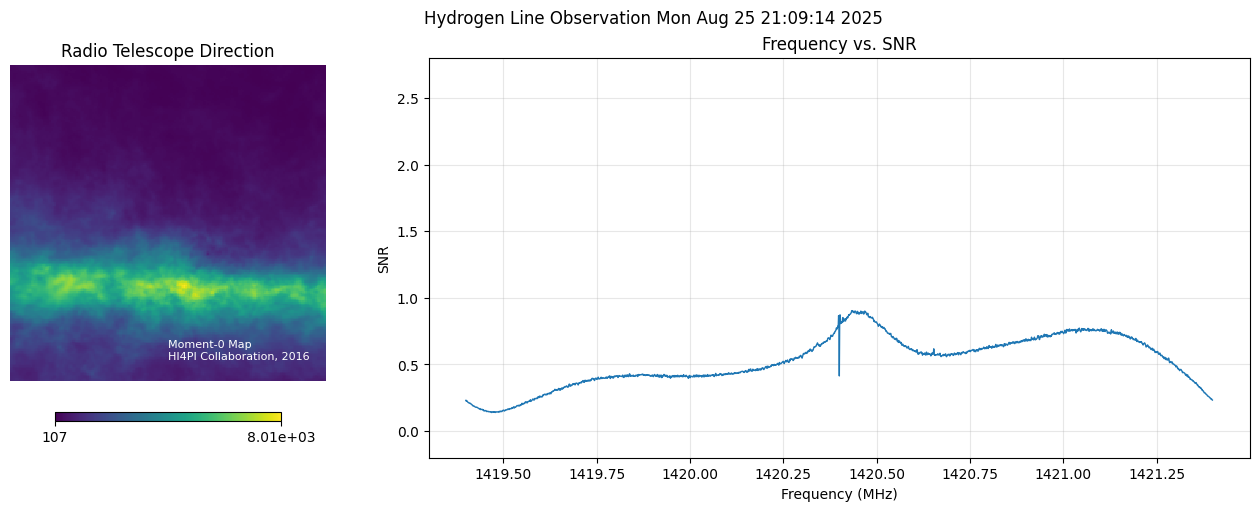 Hydrogen Line Observation Mon Aug 25 21:09:14 2025
Radio Telescope Direction
Moment-0 Map
HI4PI Collaboration, 2016
107
8.01e+03
Frequency vs. SNR
SNR
2.5
2.0
1.5
1.0
0.5
0.0
1419.50
1419.75
1420.00
1420.25
1420.50
1420.75
1421.00
1421.25
Frequency (MHz)